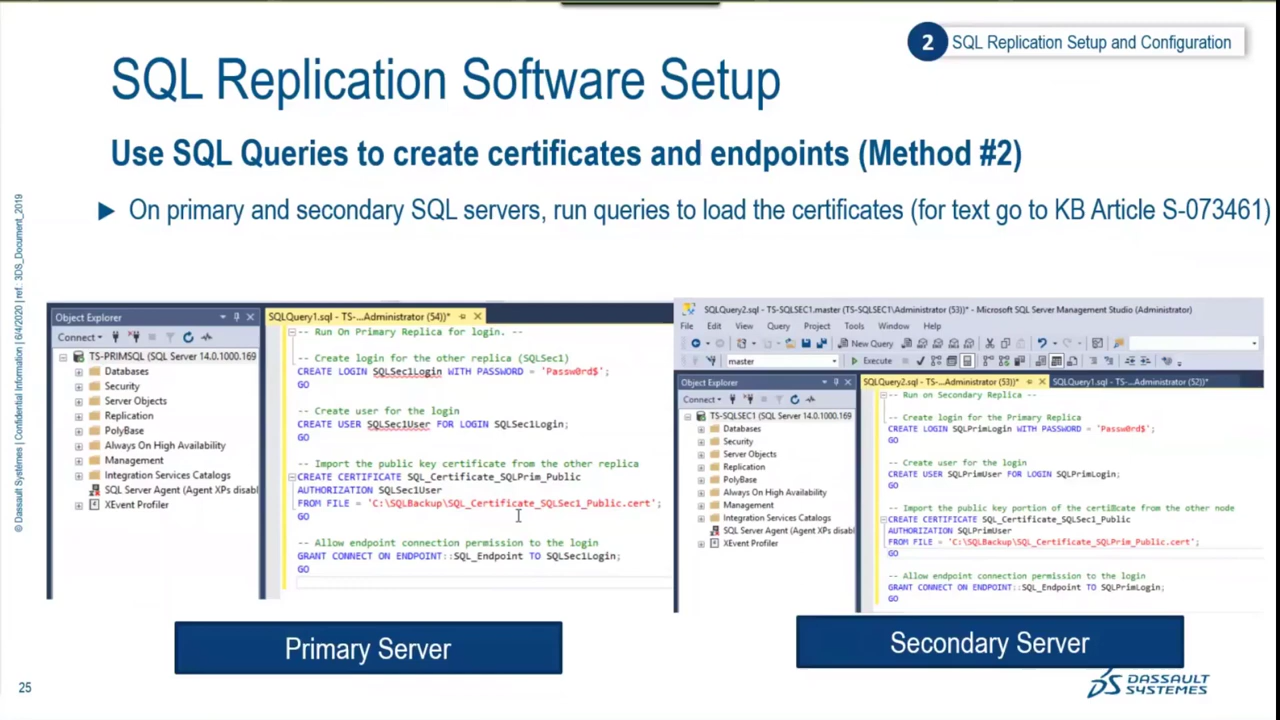 2 SQL Replication Setup and Configuration
SQL Replication Software Setup
Use SQL Queries to create certificates and endpoints (Method #2)
On primary and secondary SQL servers, run queries to load the certificates (for text go to KB Article S-073461)
© Dassault Systèmes | Confidential Information | 6/4/2020 | ref.: 3DS_Document_2019
Object Explorer
Connect
TS-PRIMSQL (SQL Server 14.0.1000.169
Databases
Security
Server Objects
Replication
PolyBase
Always On High Availability
Management
Integration Services Catalogs
SQL Server Agent (Agent XPs disabl
XEvent Profiler
SQLQuery1.sql - TS-...Administrator (54))*
-- Run On Primary Replica for login. --
-- Create login for the other replica (SQLSec1)
CREATE LOGIN SQLSec1Login WITH PASSWORD = 'Passw0rd$';
GO
-- Create user for the login
CREATE USER SQLSec1User FOR LOGIN SQLSec1Login;
GO
-- Import the public key certificate from the other replica
CREATE CERTIFICATE SQL_Certificate_SQLPrim_Public
AUTHORIZATION SQLSec1User
FROM FILE = 'C:\SQLBackup\SQL_Certificate_SQLSec1_Public.cert';
GO
-- Allow endpoint connection permission to the login
GRANT CONNECT ON ENDPOINT::SQL_Endpoint TO SQLSec1Login;
GO
SQLQuery2.sql - TS-SQLSEC1.master (TS-SQLSEC1\Administrator (53))* - Microsoft SQL Server Management Studio (Administrator)
File Edit View Query Project Tools Window Help
New Query
master Execute
Object Explorer
Connect
TS-SQLSEC1 (SQL Server 14.0.1000.169
Databases
Security
Server Objects
Replication
PolyBase
Always On High Availability
Management
Integration Services Catalogs
SQL Server Agent (Agent XPs disabl
XEvent Profiler
SQLQuery2.sql - TS-...Administrator (53))* SQLQuery1.sql - TS-...Administrator (52))*
-- Run on Secondary Replica --
-- Create login for the Primary Replica
CREATE LOGIN SQLPrimLogin WITH PASSWORD = 'Passw0rd$';
GO
-- Create user for the login
CREATE USER SQLPrimUser FOR LOGIN SQLPrimLogin;
GO
-- Import the public key portion of the certificate from the other node
CREATE CERTIFICATE SQL_Certificate_SQLSec1_Public
AUTHORIZATION SQLPrimUser
FROM FILE = 'C:\SQLBackup\SQL_Certificate_SQLPrim_Public.cert';
GO
-- Allow endpoint connection permission to the login
GRANT CONNECT ON ENDPOINT::SQL_Endpoint TO SQLPrimLogin;
GO
Primary Server
Secondary Server
25
DASSAULT
SYSTEMES